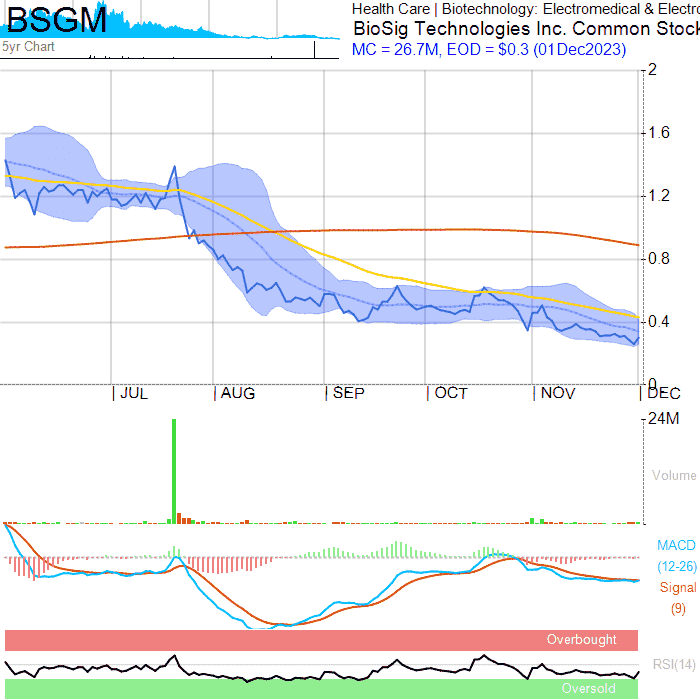 BSGM
5yr Chart
Health Care | Biotechnology: Electromedical & Electro
BioSig Technologies Inc. Common Stock
MC = 26.7M, EOD = $0.3 (01Dec2023)
2
1.6
1.2
0.8
0.4
0
JUL AUG SEP OCT NOV DEC
24M
Volume
MACD
(12-26)
Signal
(9)
Overbought
RSI(14)
Oversold